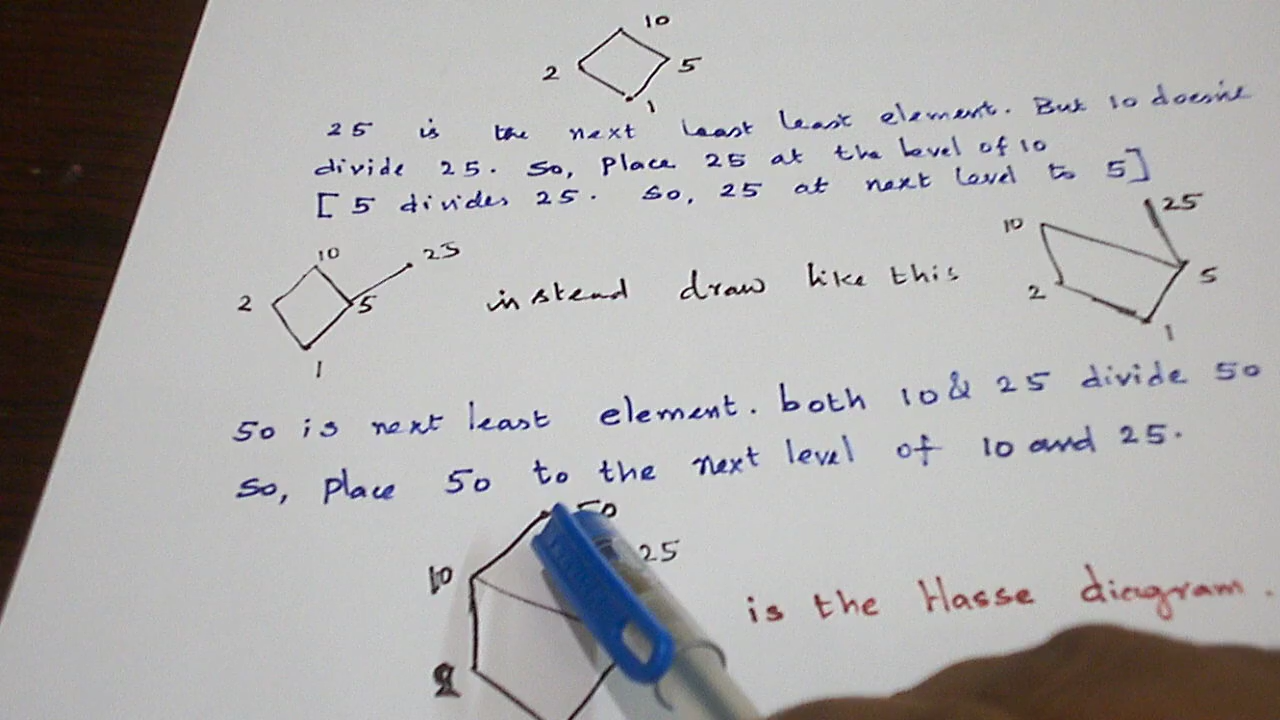 10
2 5
1
25 is the next least least element. But 10 doesn't
divide 25. So, Place 25 at the level of 10
[ 5 divides 25. So, 25 at next level to 5]
10 25
2 5
1
instead draw like this
10 25
2 5
1
50 is next least element. both 10 & 25 divide 50
So, Place 50 to the next level of 10 and 25.
50
10 25
2
is the Hasse diagram.